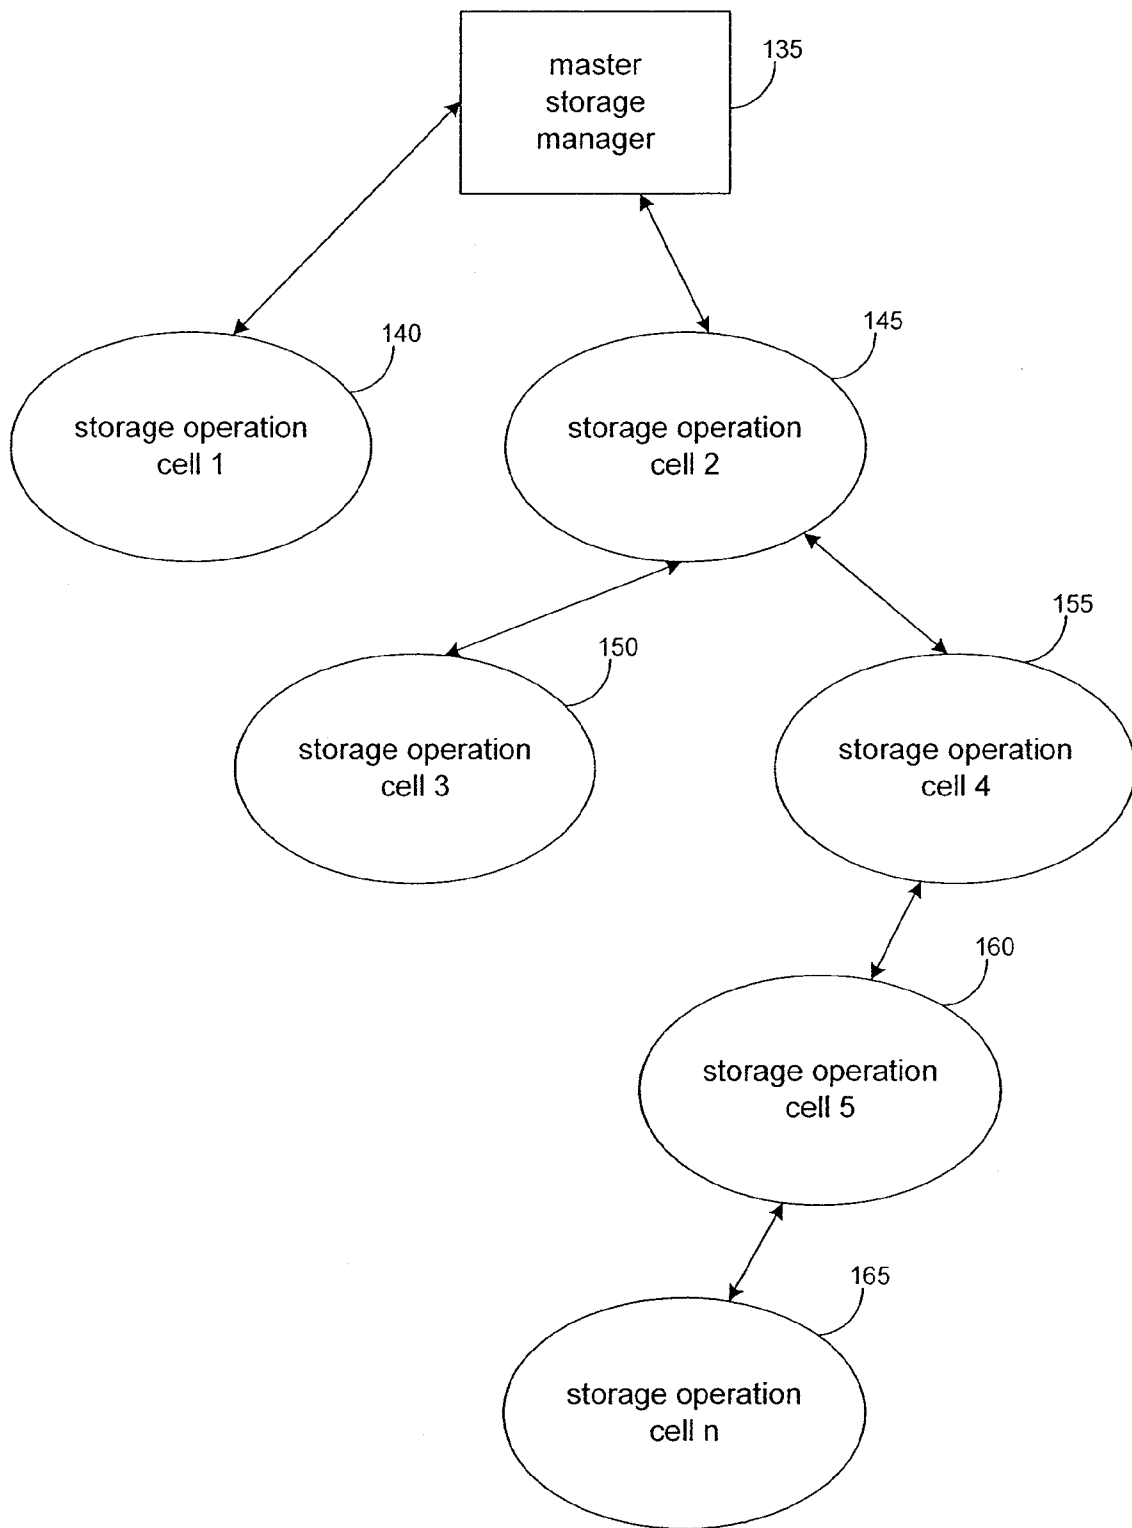 master
storage
manager
135
storage operation
cell 1
140
storage operation
cell 2
145
storage operation
cell 3
150
storage operation
cell 4
155
storage operation
cell 5
160
storage operation
cell n
165